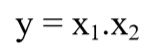 y = x₁.x₂